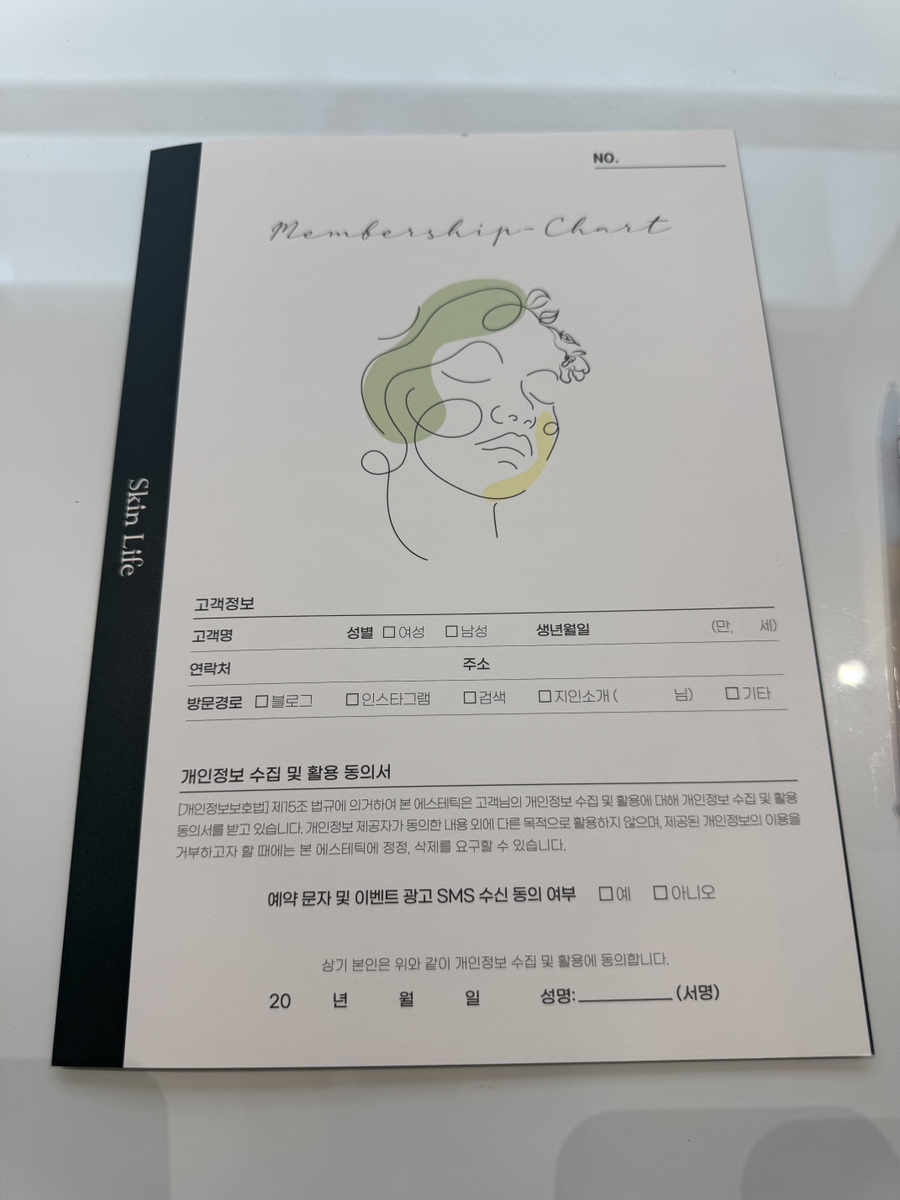 NO.
Membership-Chart
Skin Life
고객정보
고객명 성별 □ 여성 □ 남성 생년월일 (만, 세)
연락처 주소
방문경로 □ 블로그 □ 인스타그램 □ 검색 □ 지인소개 ( 님) □ 기타
개인정보 수집 및 활용 동의서
[개인정보보호법] 제15조 법규에 의거하여 본 에스테틱은 고객님의 개인정보 수집 및 활용에 대해 개인정보 수집 및 활용
동의서를 받고 있습니다. 개인정보 제공자가 동의한 내용 외에 다른 목적으로 활용하지 않으며, 제공된 개인정보의 이용을
거부하고자 할 때에는 본 에스테틱에 정정, 삭제를 요구할 수 있습니다.
예약 문자 및 이벤트 광고 SMS 수신 동의 여부 □ 예 □ 아니오
상기 본인은 위와 같이 개인정보 수집 및 활용에 동의합니다.
20 년 월 일 성명: (서명)